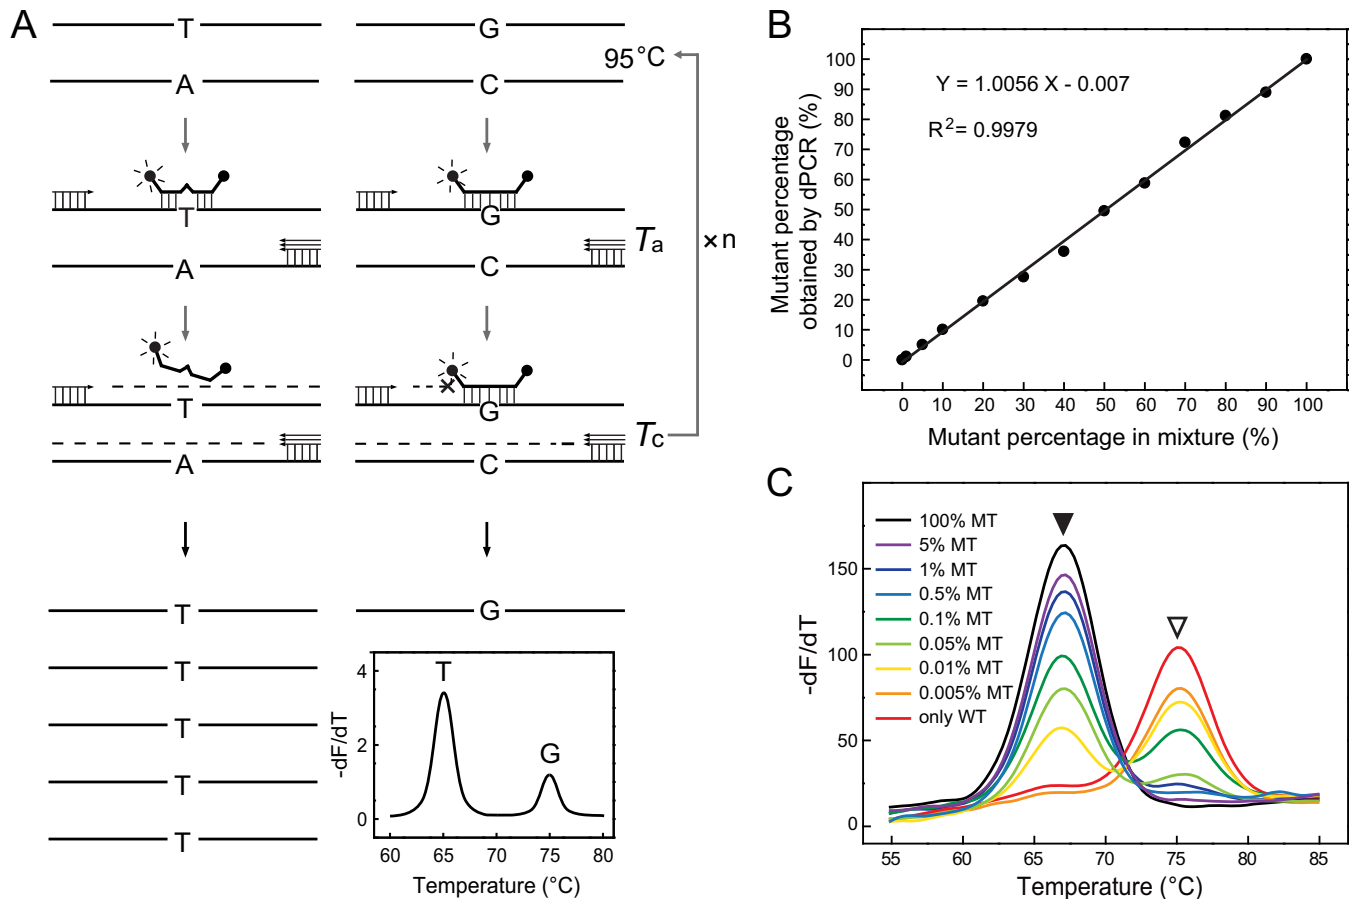 A
T
G
95 °C
A
C
T
G
Ta
× n
A
C
T
G
Tc
A
C
T
G
T
T
T
T
4
2
0
-dF/dT
T
G
60 65 70 75 80
Temperature (°C)
B
Y = 1.0056 X - 0.007
R2= 0.9979
Mutant percentage
obtained by dPCR (%)
100
90
80
70
60
50
40
30
20
10
0
0 10 20 30 40 50 60 70 80 90 100
Mutant percentage in mixture (%)
C
100% MT
5% MT
1% MT
0.5% MT
0.1% MT
0.05% MT
0.01% MT
0.005% MT
only WT
-dF/dT
150
100
50
0
55 60 65 70 75 80 85
Temperature (°C)